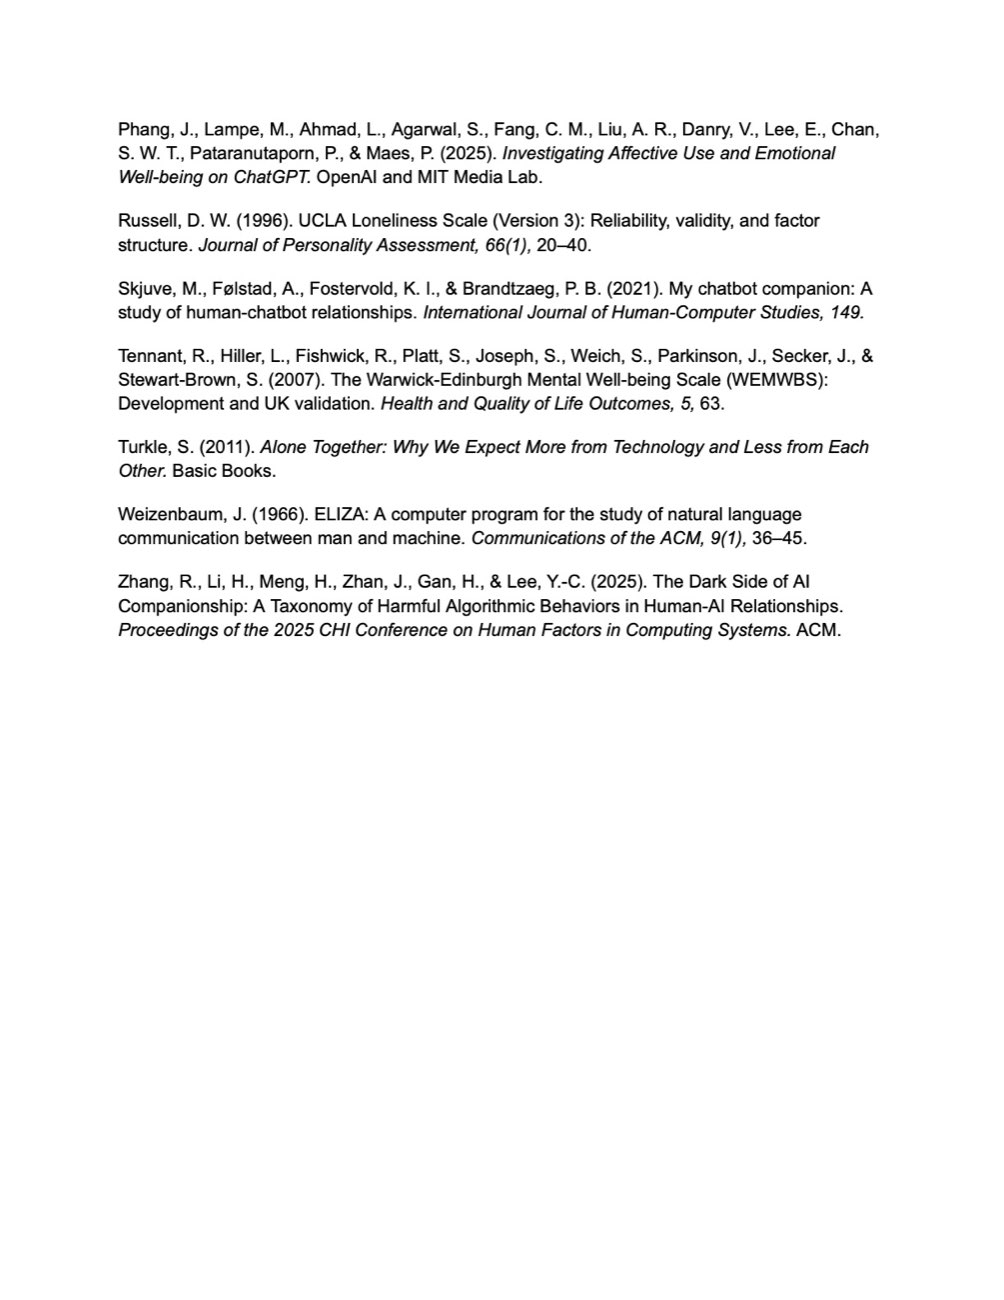 Phang, J., Lampe, M., Ahmad, L., Agarwal, S., Fang, C. M., Liu, A. R., Danry, V., Lee, E., Chan,
S. W. T., Pataranutaporn, P., & Maes, P. (2025). Investigating Affective Use and Emotional
Well-being on ChatGPT. OpenAI and MIT Media Lab.
Russell, D. W. (1996). UCLA Loneliness Scale (Version 3): Reliability, validity, and factor
structure. Journal of Personality Assessment, 66(1), 20–40.
Skjuve, M., Følstad, A., Fostervold, K. I., & Brandtzaeg, P. B. (2021). My chatbot companion: A
study of human-chatbot relationships. International Journal of Human-Computer Studies, 149.
Tennant, R., Hiller, L., Fishwick, R., Platt, S., Joseph, S., Weich, S., Parkinson, J., Secker, J., &
Stewart-Brown, S. (2007). The Warwick-Edinburgh Mental Well-being Scale (WEMWBS):
Development and UK validation. Health and Quality of Life Outcomes, 5, 63.
Turkle, S. (2011). Alone Together: Why We Expect More from Technology and Less from Each
Other. Basic Books.
Weizenbaum, J. (1966). ELIZA: A computer program for the study of natural language
communication between man and machine. Communications of the ACM, 9(1), 36–45.
Zhang, R., Li, H., Meng, H., Zhan, J., Gan, H., & Lee, Y.-C. (2025). The Dark Side of AI
Companionship: A Taxonomy of Harmful Algorithmic Behaviors in Human-AI Relationships.
Proceedings of the 2025 CHI Conference on Human Factors in Computing Systems. ACM.